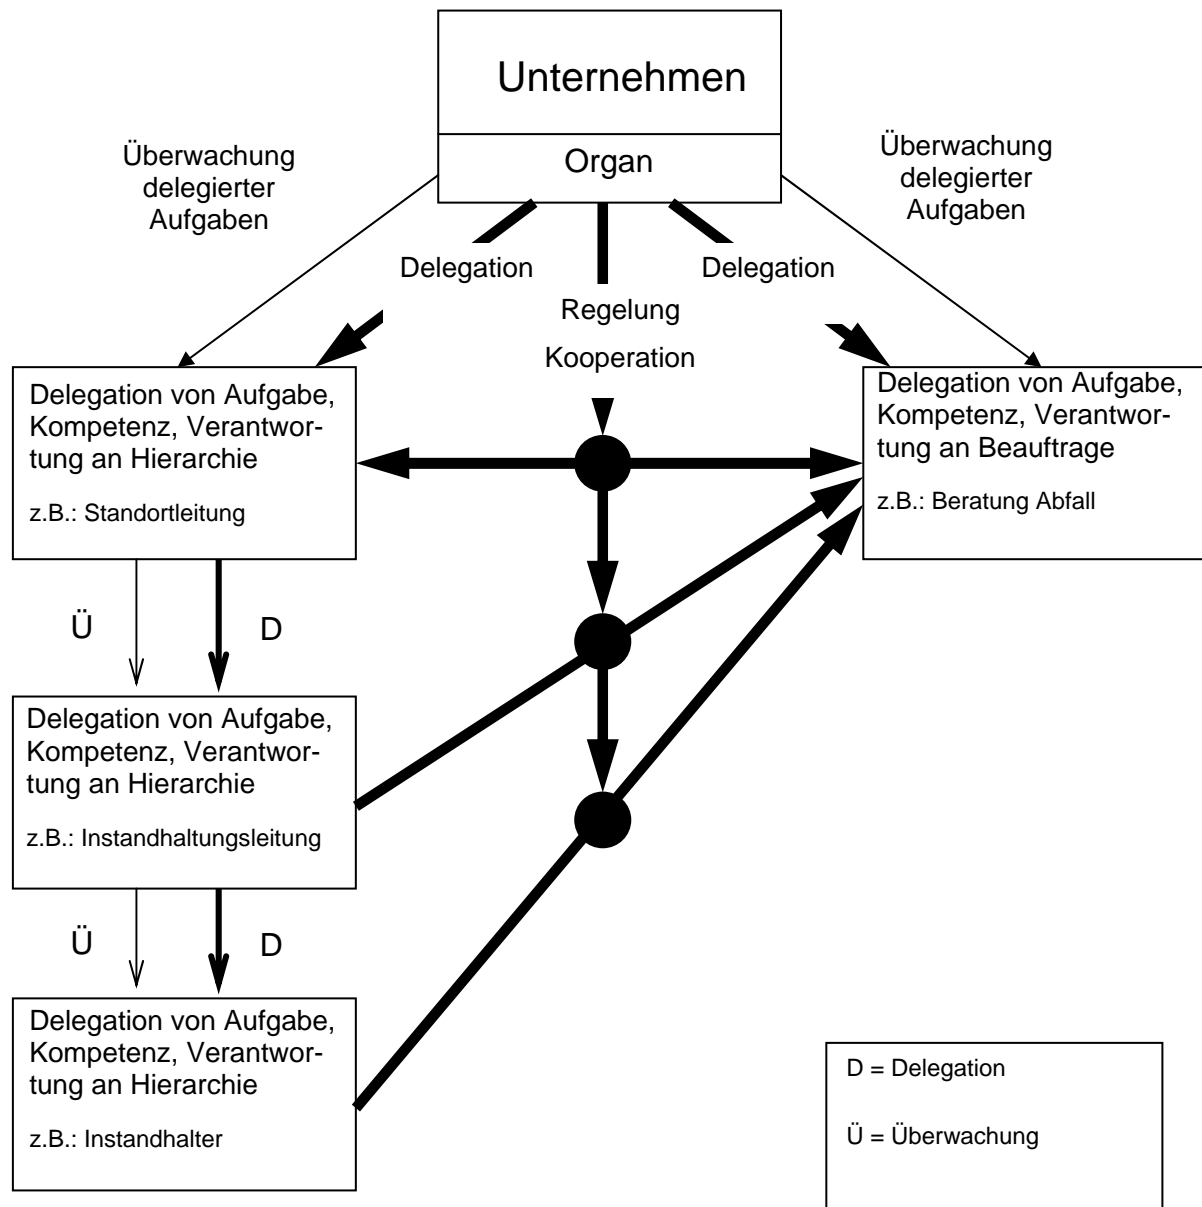 Unternehmen
Organ
Überwachung
delegierter
Aufgaben
Überwachung
delegierter
Aufgaben
Delegation
Delegation
Regelung
Kooperation
Delegation von Aufgabe,
Kompetenz, Verantwor-
tung an Hierarchie
z.B.: Standortleitung
Delegation von Aufgabe,
Kompetenz, Verantwor-
tung an Beauftrage
z.B.: Beratung Abfall
Ü
D
Delegation von Aufgabe,
Kompetenz, Verantwor-
tung an Hierarchie
z.B.: Instandhaltungsleitung
Ü
D
Delegation von Aufgabe,
Kompetenz, Verantwor-
tung an Hierarchie
z.B.: Instandhalter
D = Delegation
Ü = Überwachung